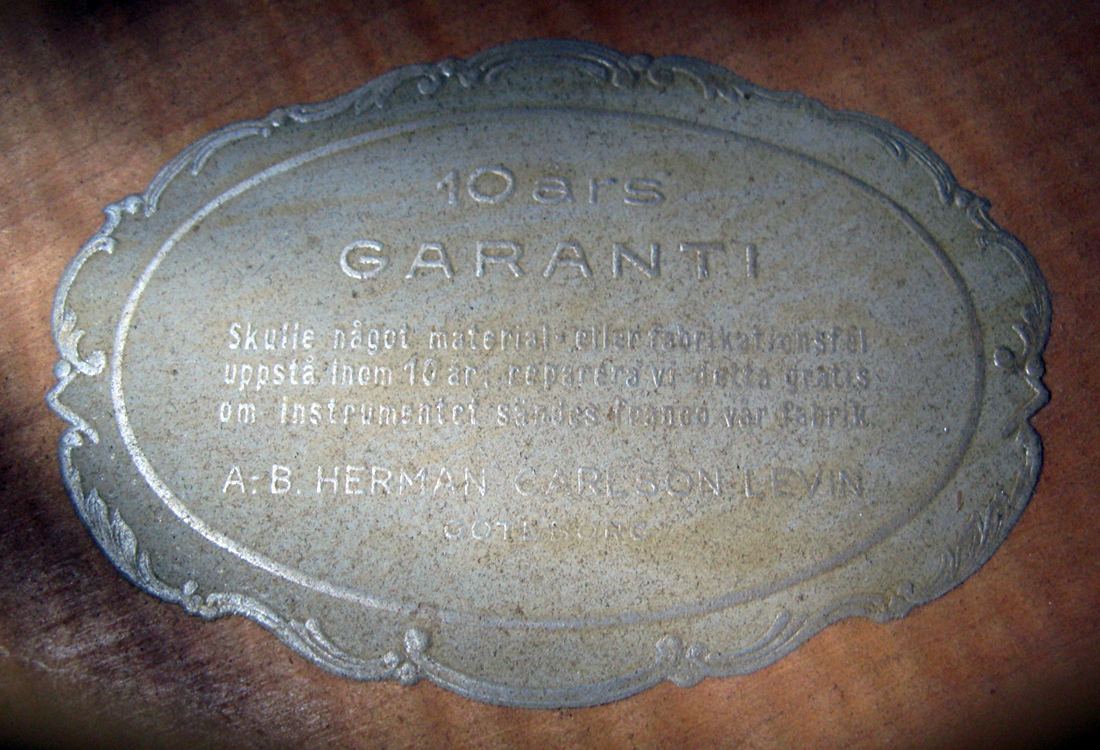 10 års
GARANTI
Skulle något material- eller fabrikationsfel
uppstå inom 10 år, reparera vi detta gratis
om instrumentet sändes franco vår fabrik.
A.-B. HERMAN CARLSON LEVIN
GÖTEBORG